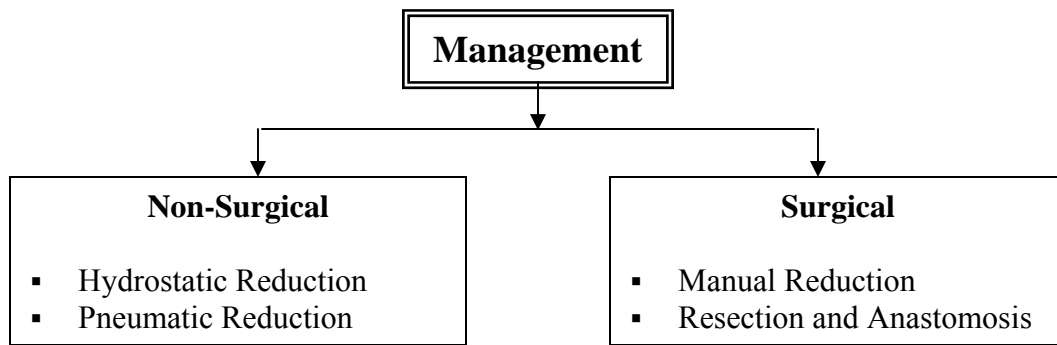 Management
Non-Surgical
▪ Hydrostatic Reduction
▪ Pneumatic Reduction
Surgical
▪ Manual Reduction
▪ Resection and Anastomosis